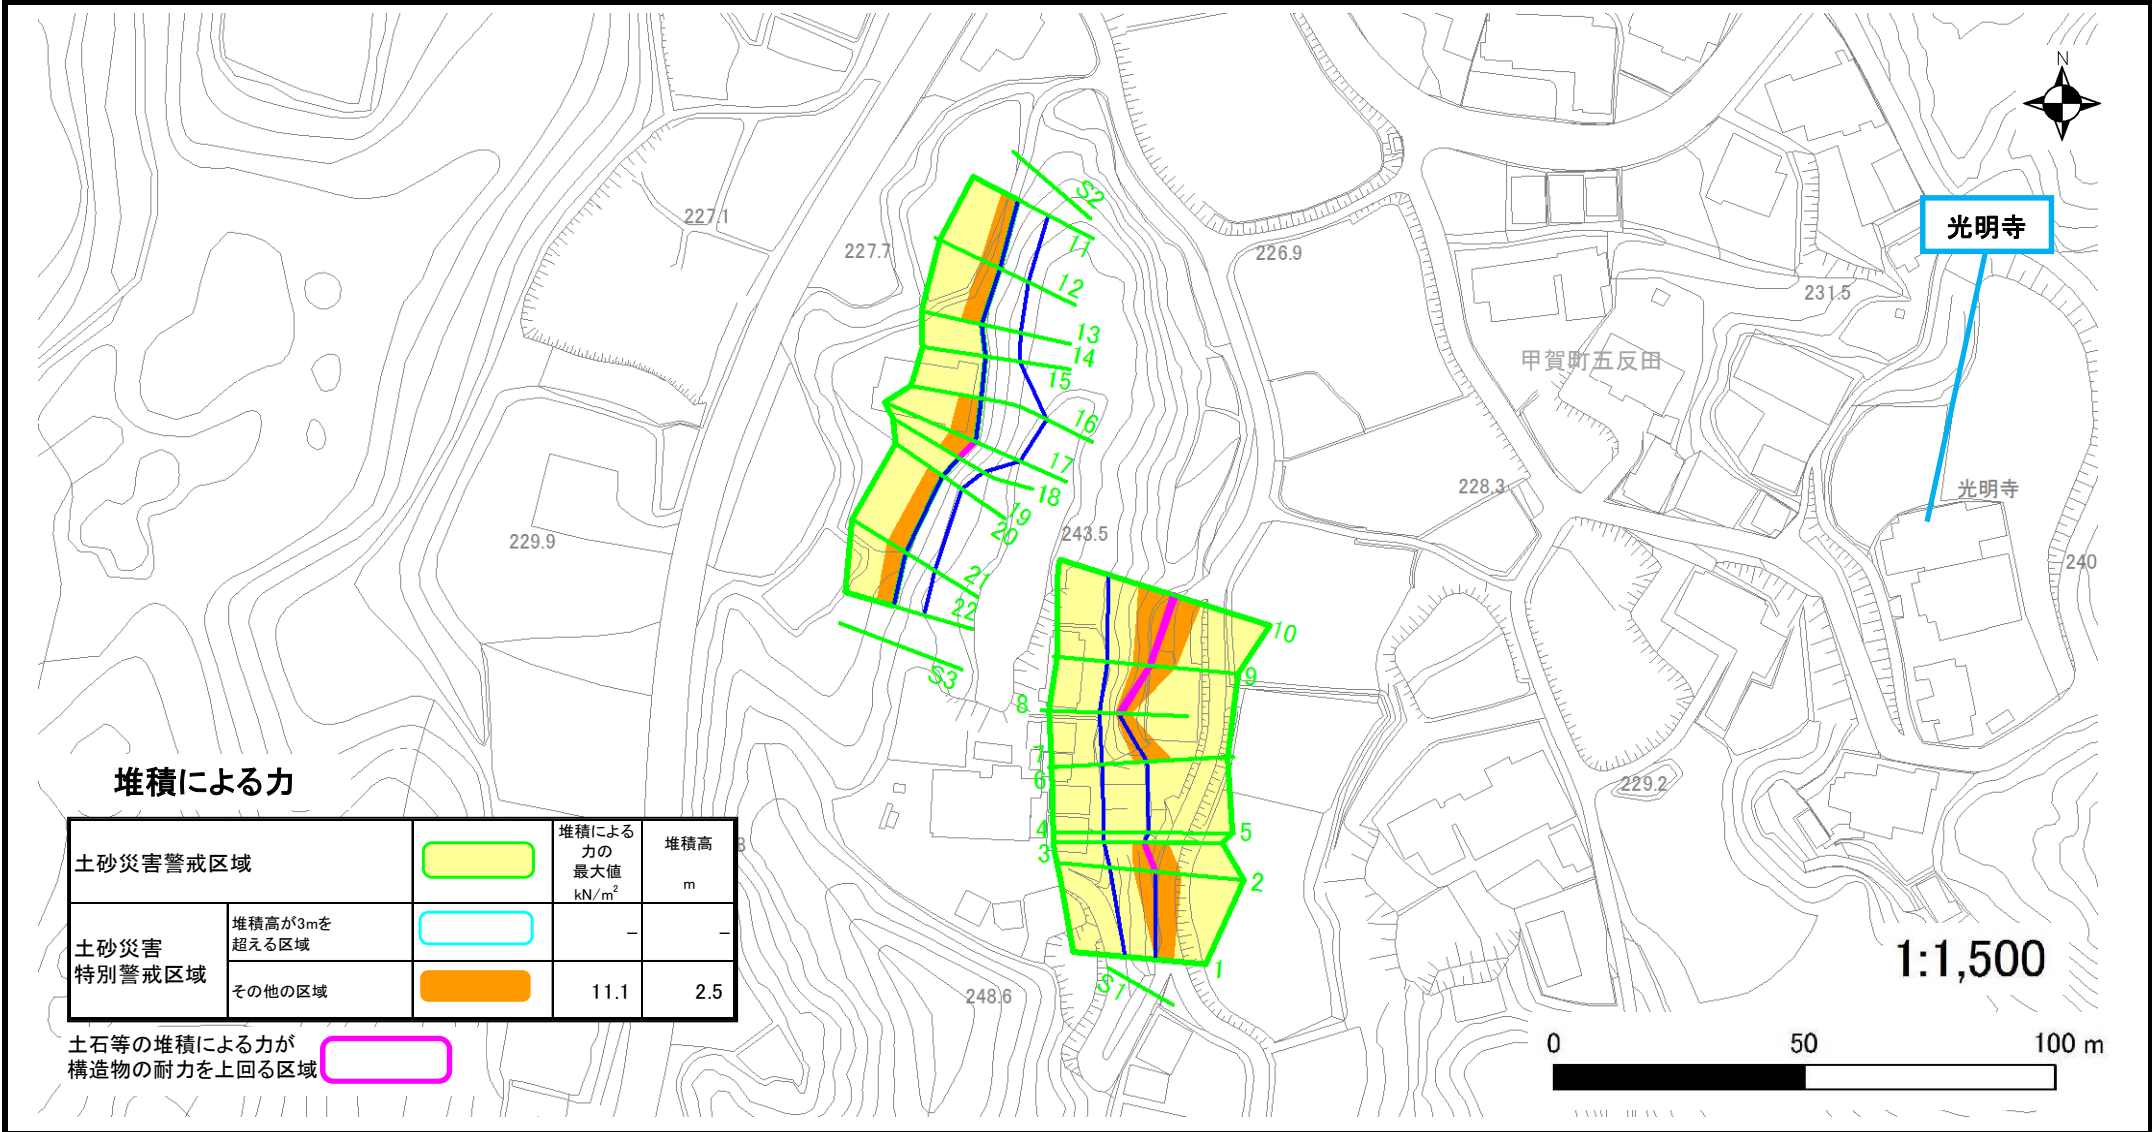 N
S2
227.1
11
光明寺
227.7
226.9
12
231.5
13
14
甲賀町五反田
15
16
17
228.3
光明寺
18
19
229.9
243.5
20
240
21
22
10
S3
9
8
堆積による力
7
6
229.2
4
5
3
2
土砂災害警戒区域
堆積による
力の
最大値
kN/m²
堆積高
m
土砂災害
特別警戒区域
堆積高が3mを
超える区域
－
－
その他の区域
11.1
2.5
1
S1
248.6
1:1,500
土石等の堆積による力が
構造物の耐力を上回る区域
0 50 100 m